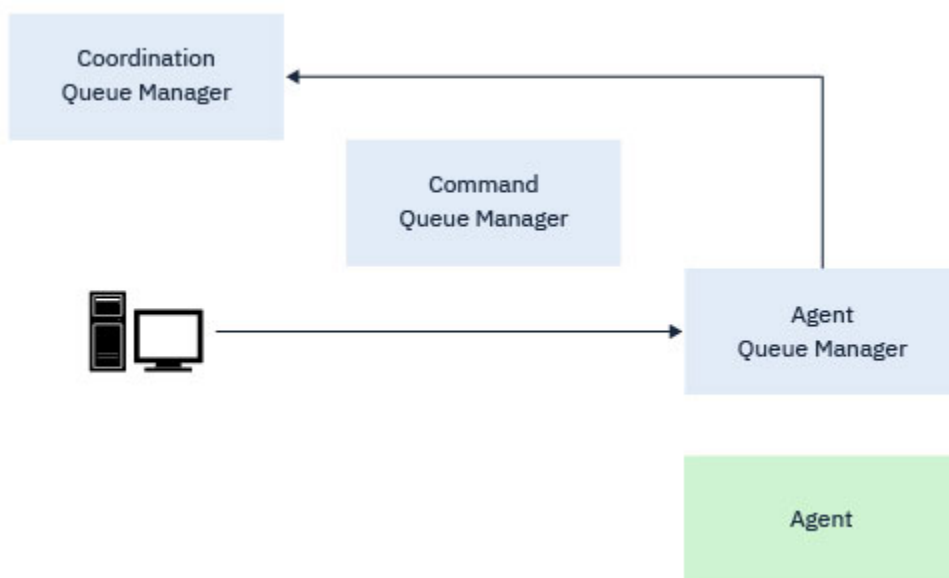 Coordination
Queue Manager
Command
Queue Manager
Agent
Queue Manager
Agent